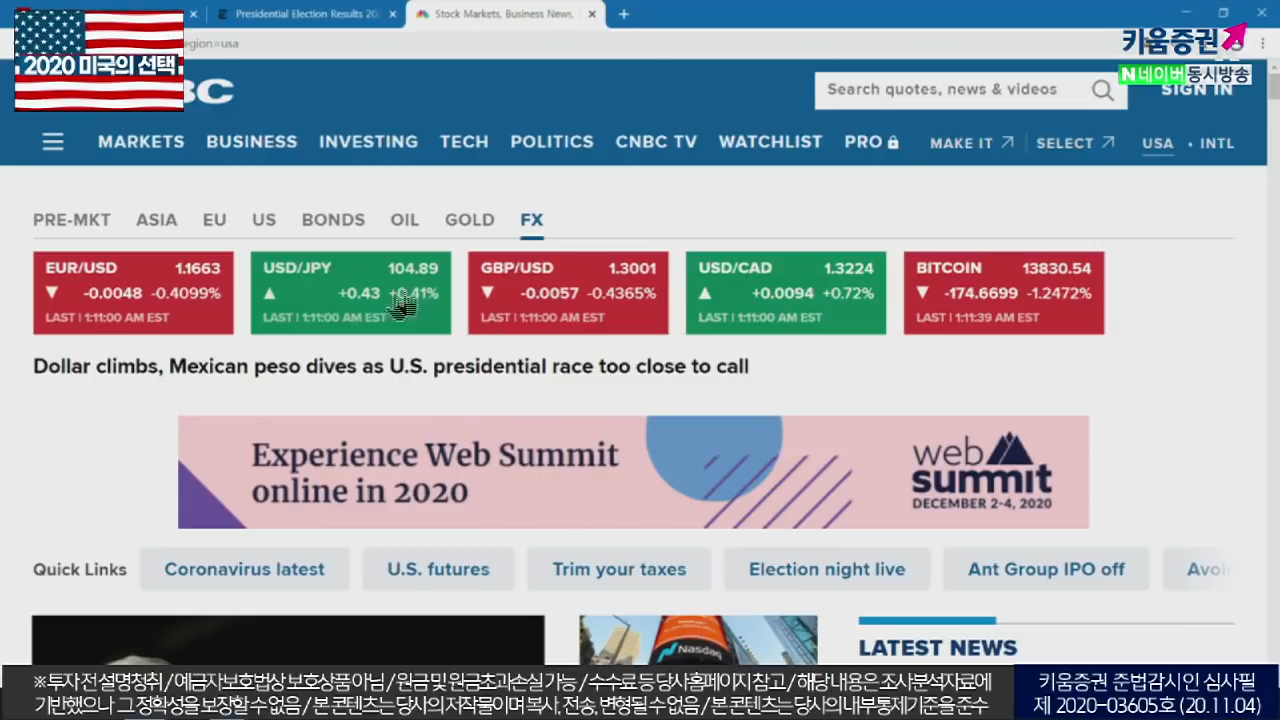 Presidential Election Results 202
Stock Markets, Business News,
egion=usa
2020 미국의 선택
키움증권
N네이버 동시방송
BC
Search quotes, news & videos
SIGN IN
MARKETS BUSINESS INVESTING TECH POLITICS CNBC TV WATCHLIST PRO MAKE IT SELECT USA • INTL
PRE-MKT ASIA EU US BONDS OIL GOLD FX
EUR/USD 1.1663
▼ -0.0048 -0.4099%
LAST | 1:11:00 AM EST
USD/JPY 104.89
▲ +0.43 +0.41%
LAST | 1:11:00 AM EST
GBP/USD 1.3001
▼ -0.0057 -0.4365%
LAST | 1:11:00 AM EST
USD/CAD 1.3224
▲ +0.0094 +0.72%
LAST | 1:11:00 AM EST
BITCOIN 13830.54
▼ -174.6699 -1.2472%
LAST | 1:11:39 AM EST
Dollar climbs, Mexican peso dives as U.S. presidential race too close to call
Experience Web Summit
online in 2020
web
summit
DECEMBER 2-4, 2020
Quick Links Coronavirus latest U.S. futures Trim your taxes Election night live Ant Group IPO off Avoi
Nasdaq
LATEST NEWS
※ 투자 전 설명청취 / 예금자보호법상 보호상품 아님 / 원금 및 원금초과손실 가능 / 수수료 등 당사홈페이지 참고 / 해당 내용은 조사분석자료에
기반했으나 그 정확성을 보장할 수 없음 / 본 콘텐츠는 당사의 저작물이며 복사, 전송, 변형될 수 없음 / 본 콘텐츠는 당사의 내부통제기준을 준수
키움증권 준법감시인 심사필
제 2020-03605호 (20.11.04)